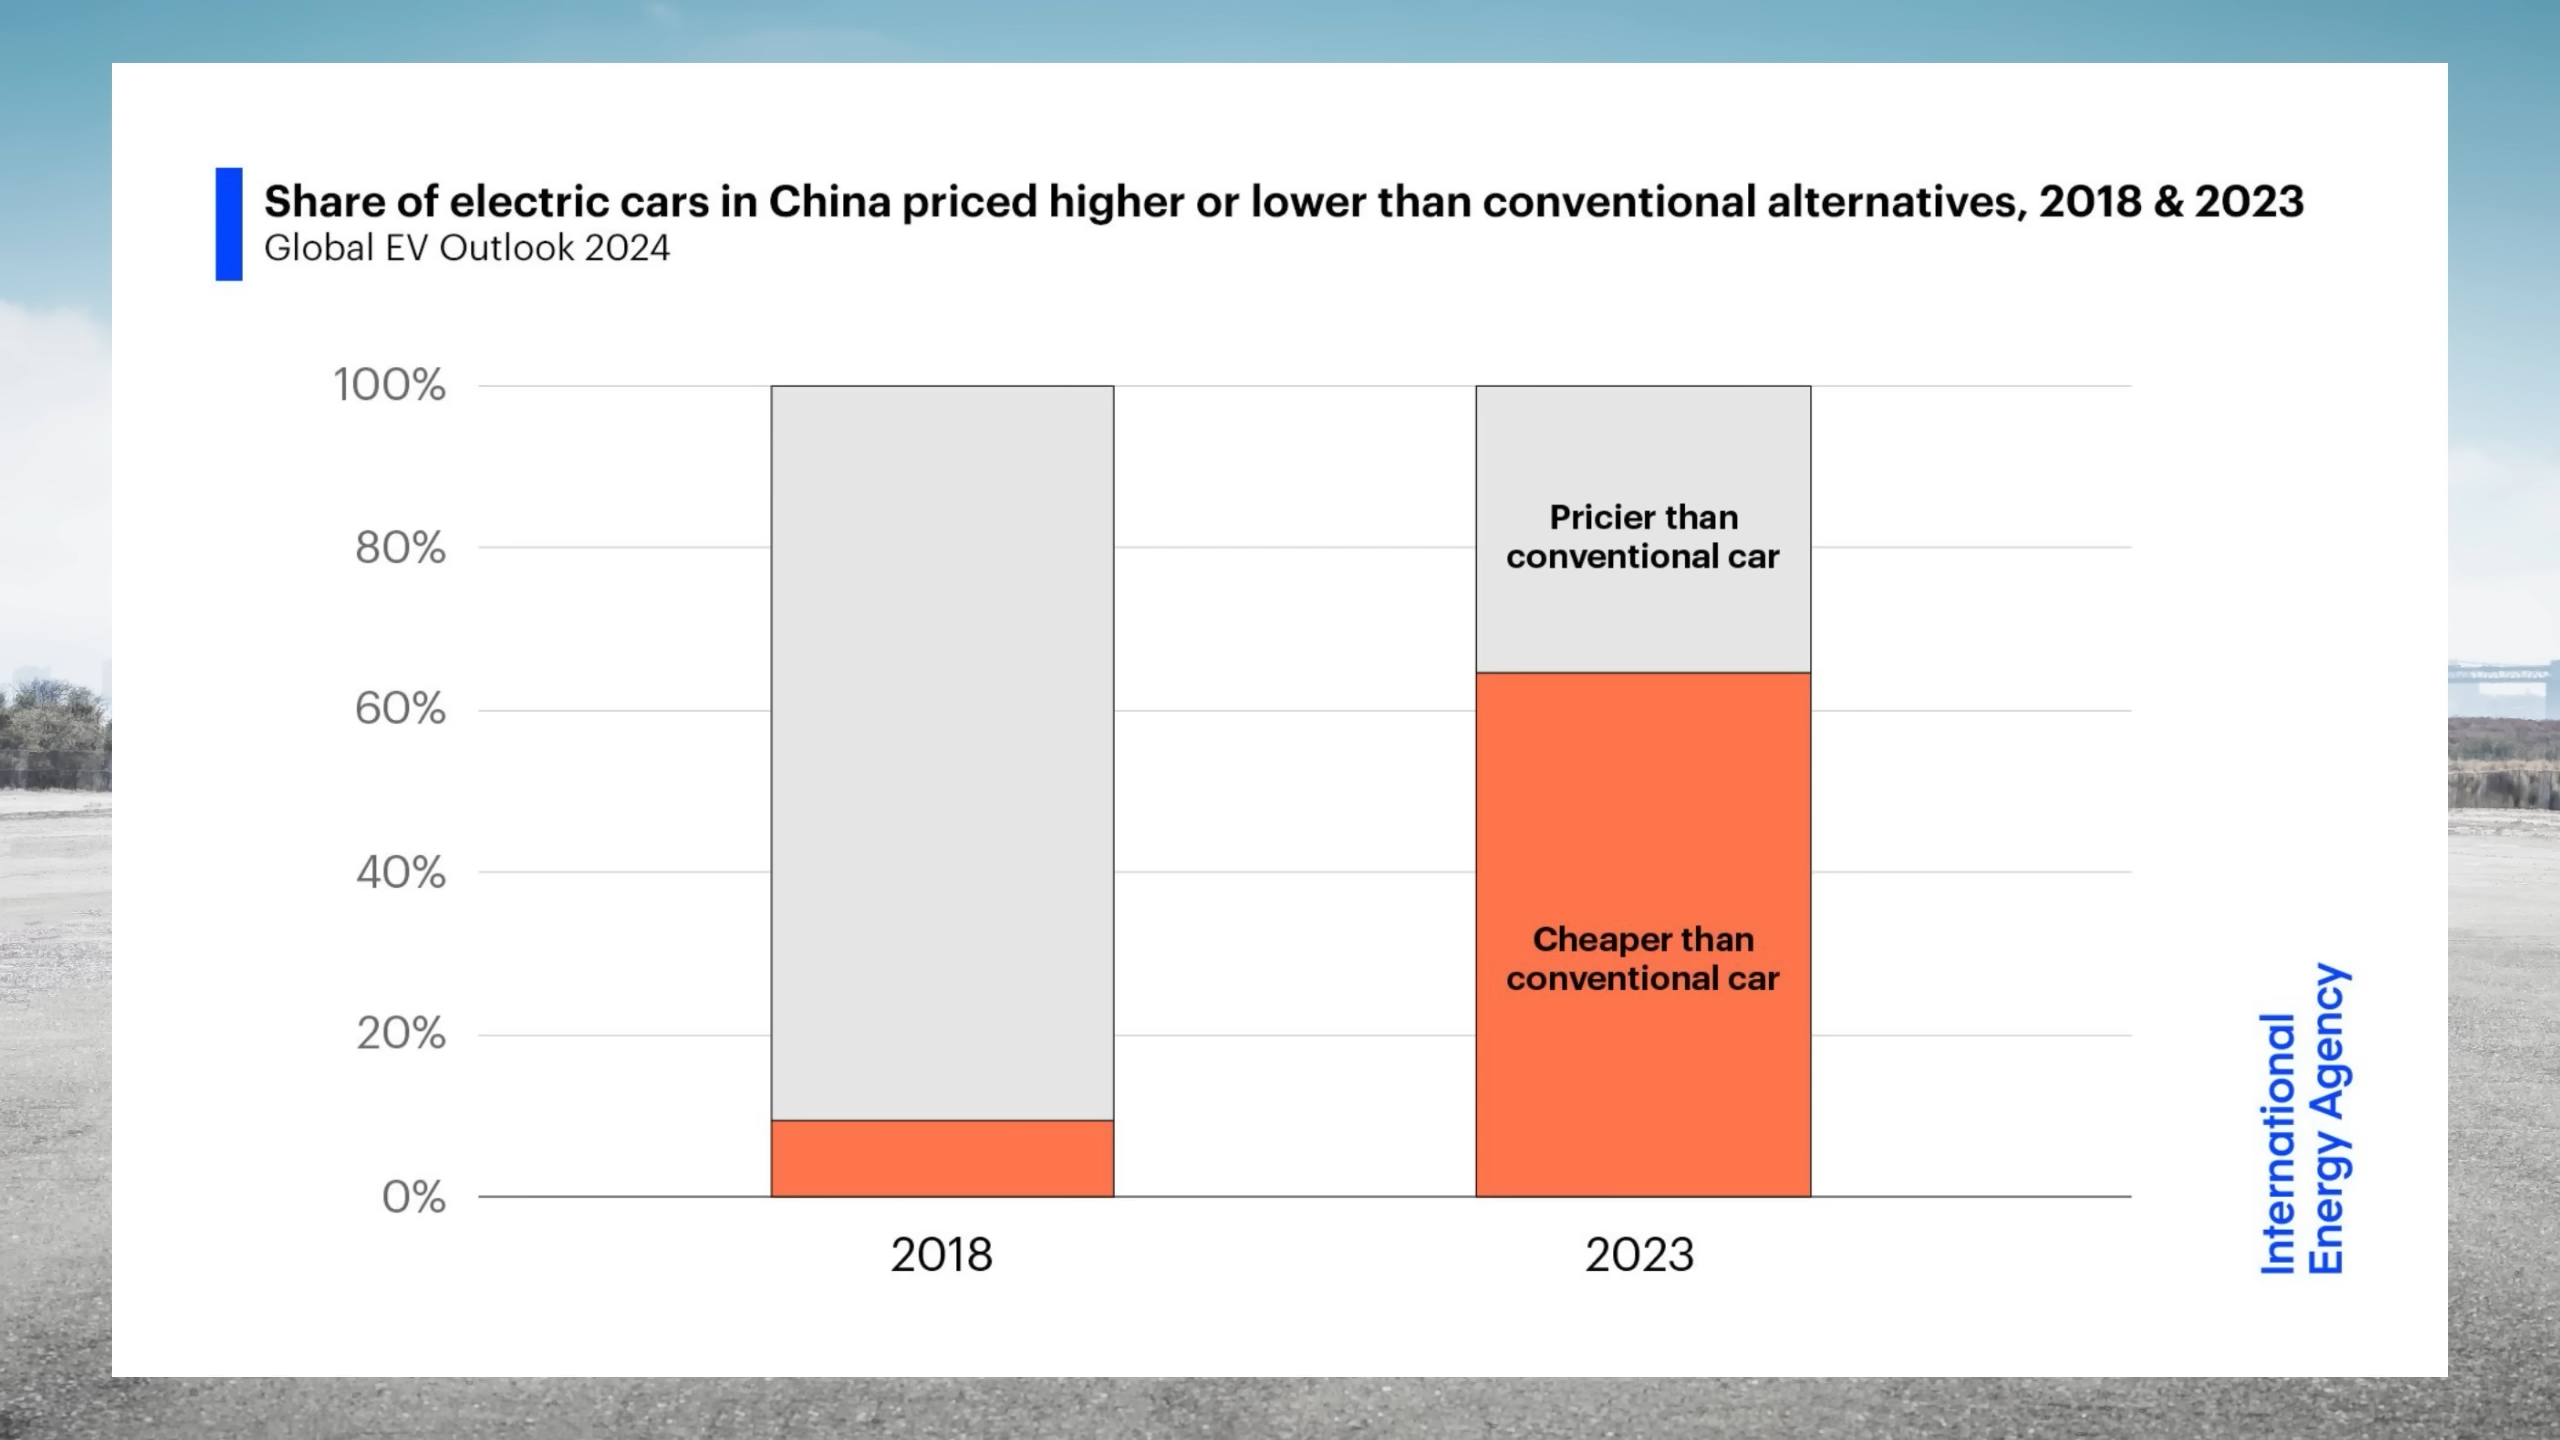 Share of electric cars in China priced higher or lower than conventional alternatives, 2018 & 2023
Global EV Outlook 2024
100%
80%
60%
40%
20%
0%
Pricier than
conventional car
Cheaper than
conventional car
2018
2023
International
Energy Agency